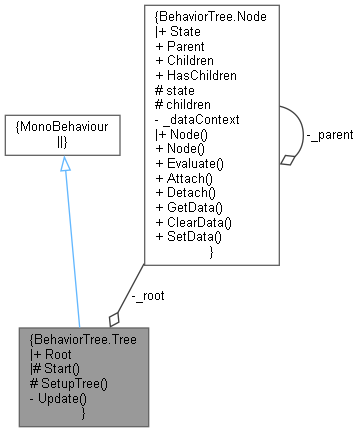 {BehaviorTree.Node
|+ State
+ Parent
+ Children
+ HasChildren
# state
# children
- _dataContext
|+ Node()
+ Node()
+ Evaluate()
+ Attach()
+ Detach()
+ GetData()
+ ClearData()
+ SetData()
}
{MonoBehaviour
||}
-_parent
-_root
{BehaviorTree.Tree
|+ Root
|# Start()
# SetupTree()
- Update()
}